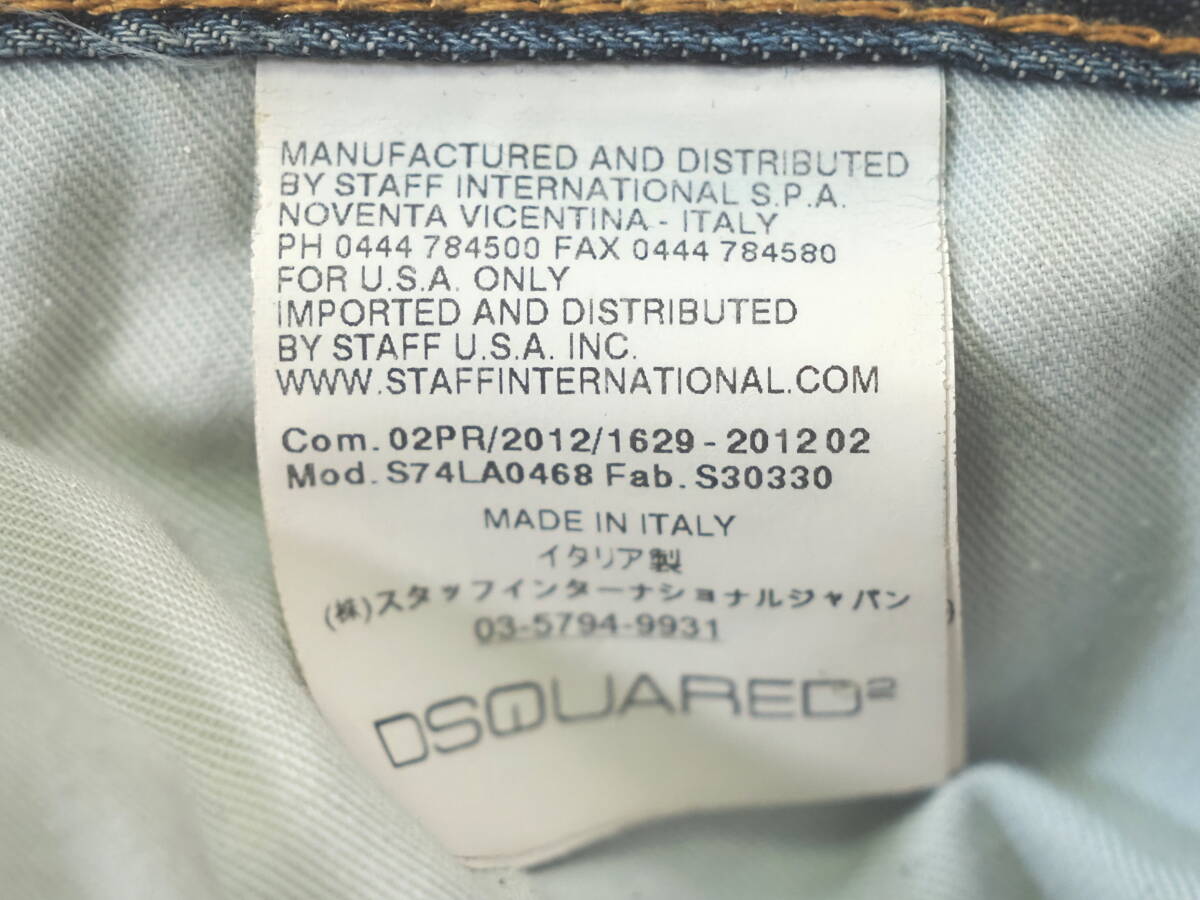 MANUFACTURED AND DISTRIBUTED
BY STAFF INTERNATIONAL S.P.A.
NOVENTA VICENTINA - ITALY
PH 0444 784500 FAX 0444 784580
FOR U.S.A. ONLY
IMPORTED AND DISTRIBUTED
BY STAFF U.S.A. INC.
WWW.STAFFINTERNATIONAL.COM
Com. 02PR/2012/1629 - 2012 02
Mod. S74LA0468 Fab. S30330
MADE IN ITALY
イタリア製
(株)スタッフインターナショナルジャパン
03-5794-9931
DSQUARED²